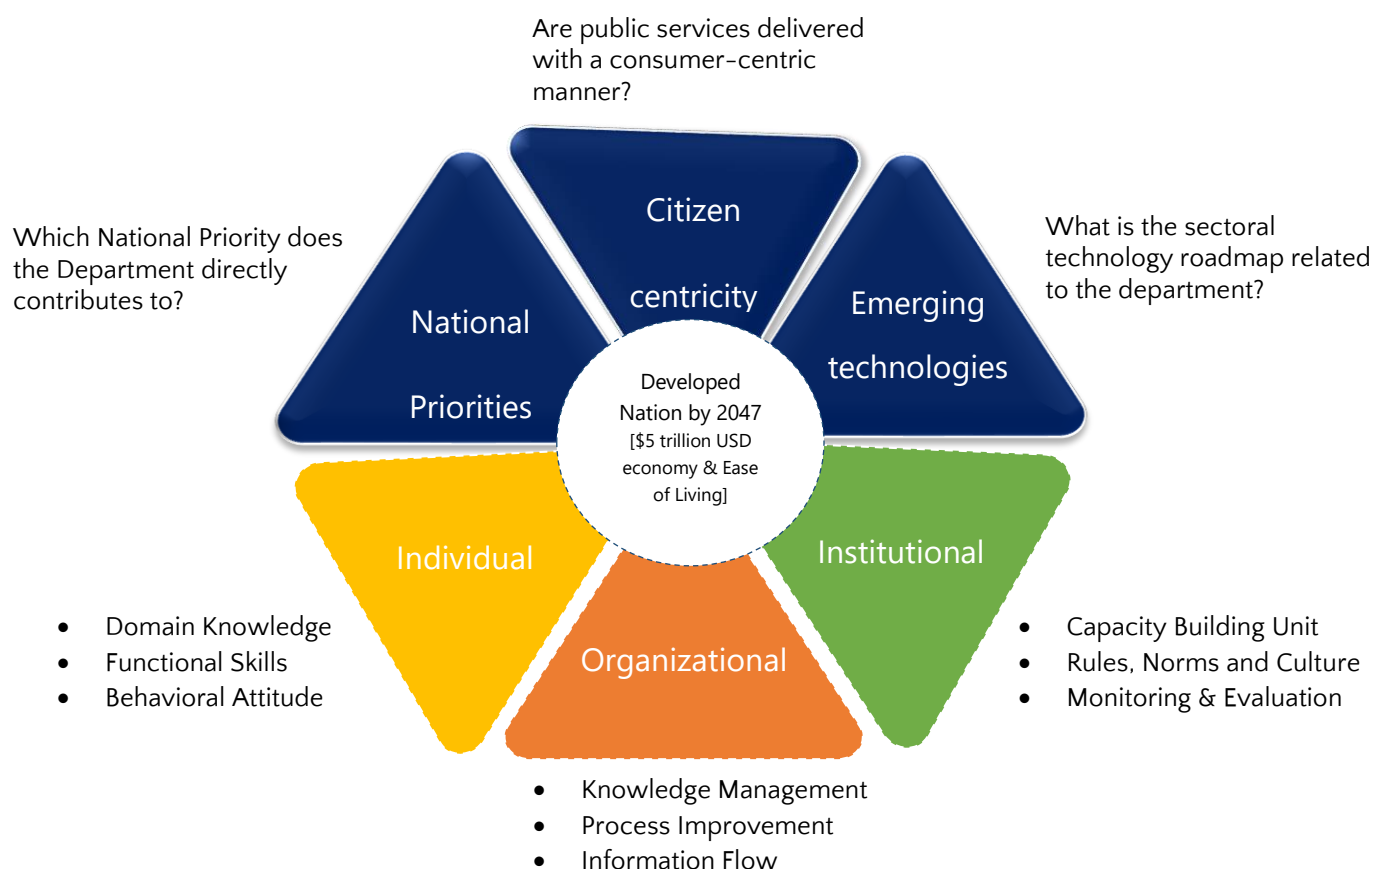 Are public services delivered
with a consumer-centric
manner?
Which National Priority does
the Department directly
contributes to?
National
Priorities
Citizen
centricity
Emerging
technologies
What is the sectoral
technology roadmap related
to the department?
Developed
Nation by 2047
[$5 trillion USD
economy & Ease
of Living]
Individual
• Domain Knowledge
• Functional Skills
• Behavioral Attitude
Organizational
• Knowledge Management
• Process Improvement
• Information Flow
Institutional
• Capacity Building Unit
• Rules, Norms and Culture
• Monitoring & Evaluation